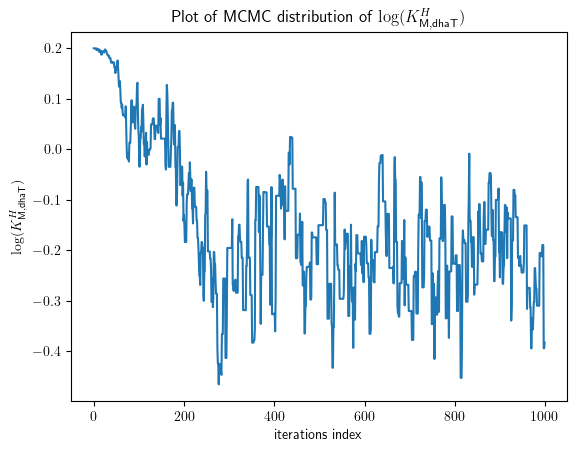 Plot of MCMC distribution of log(K^H_M,dhaT)
log(K^H_M,dhaT)
0.2
0.1
0.0
−0.1
−0.2
−0.3
−0.4
0 200 400 600 800 1000
iterations index